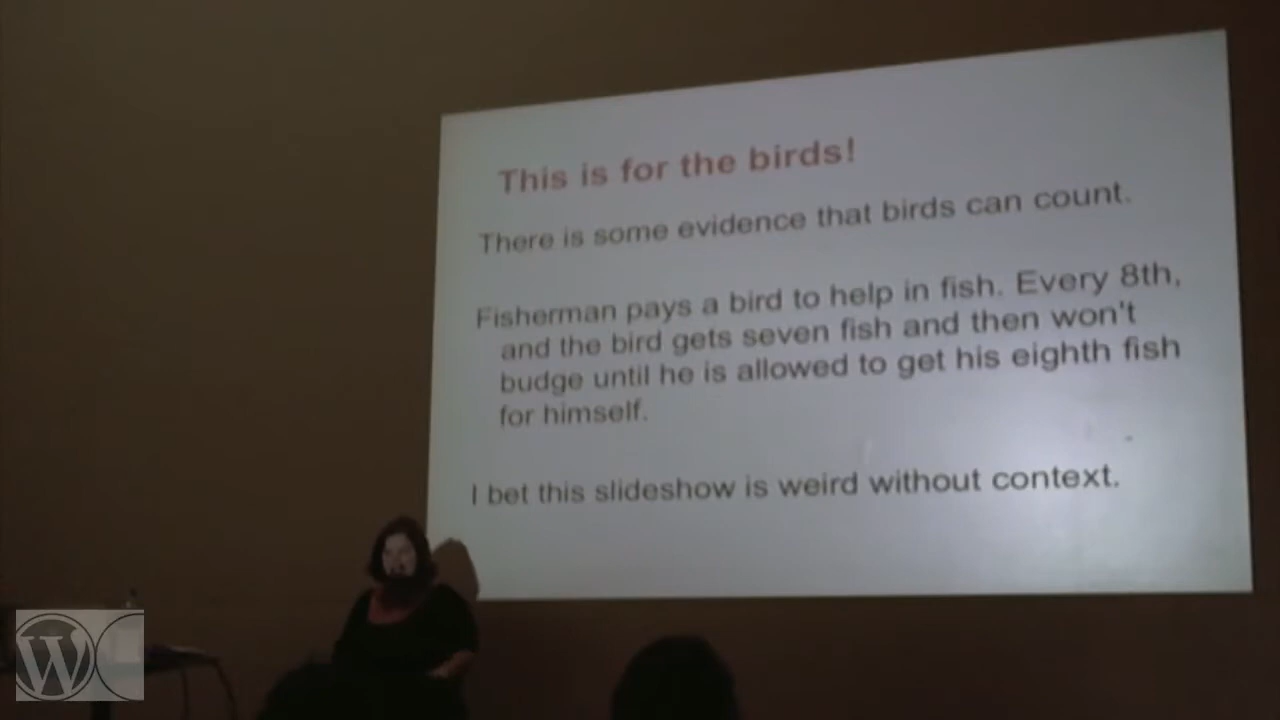 This is for the birds!
There is some evidence that birds can count.
Fisherman pays a bird to help in fish. Every 8th,
and the bird gets seven fish and then won't
budge until he is allowed to get his eighth fish
for himself.
I bet this slideshow is weird without context.
W